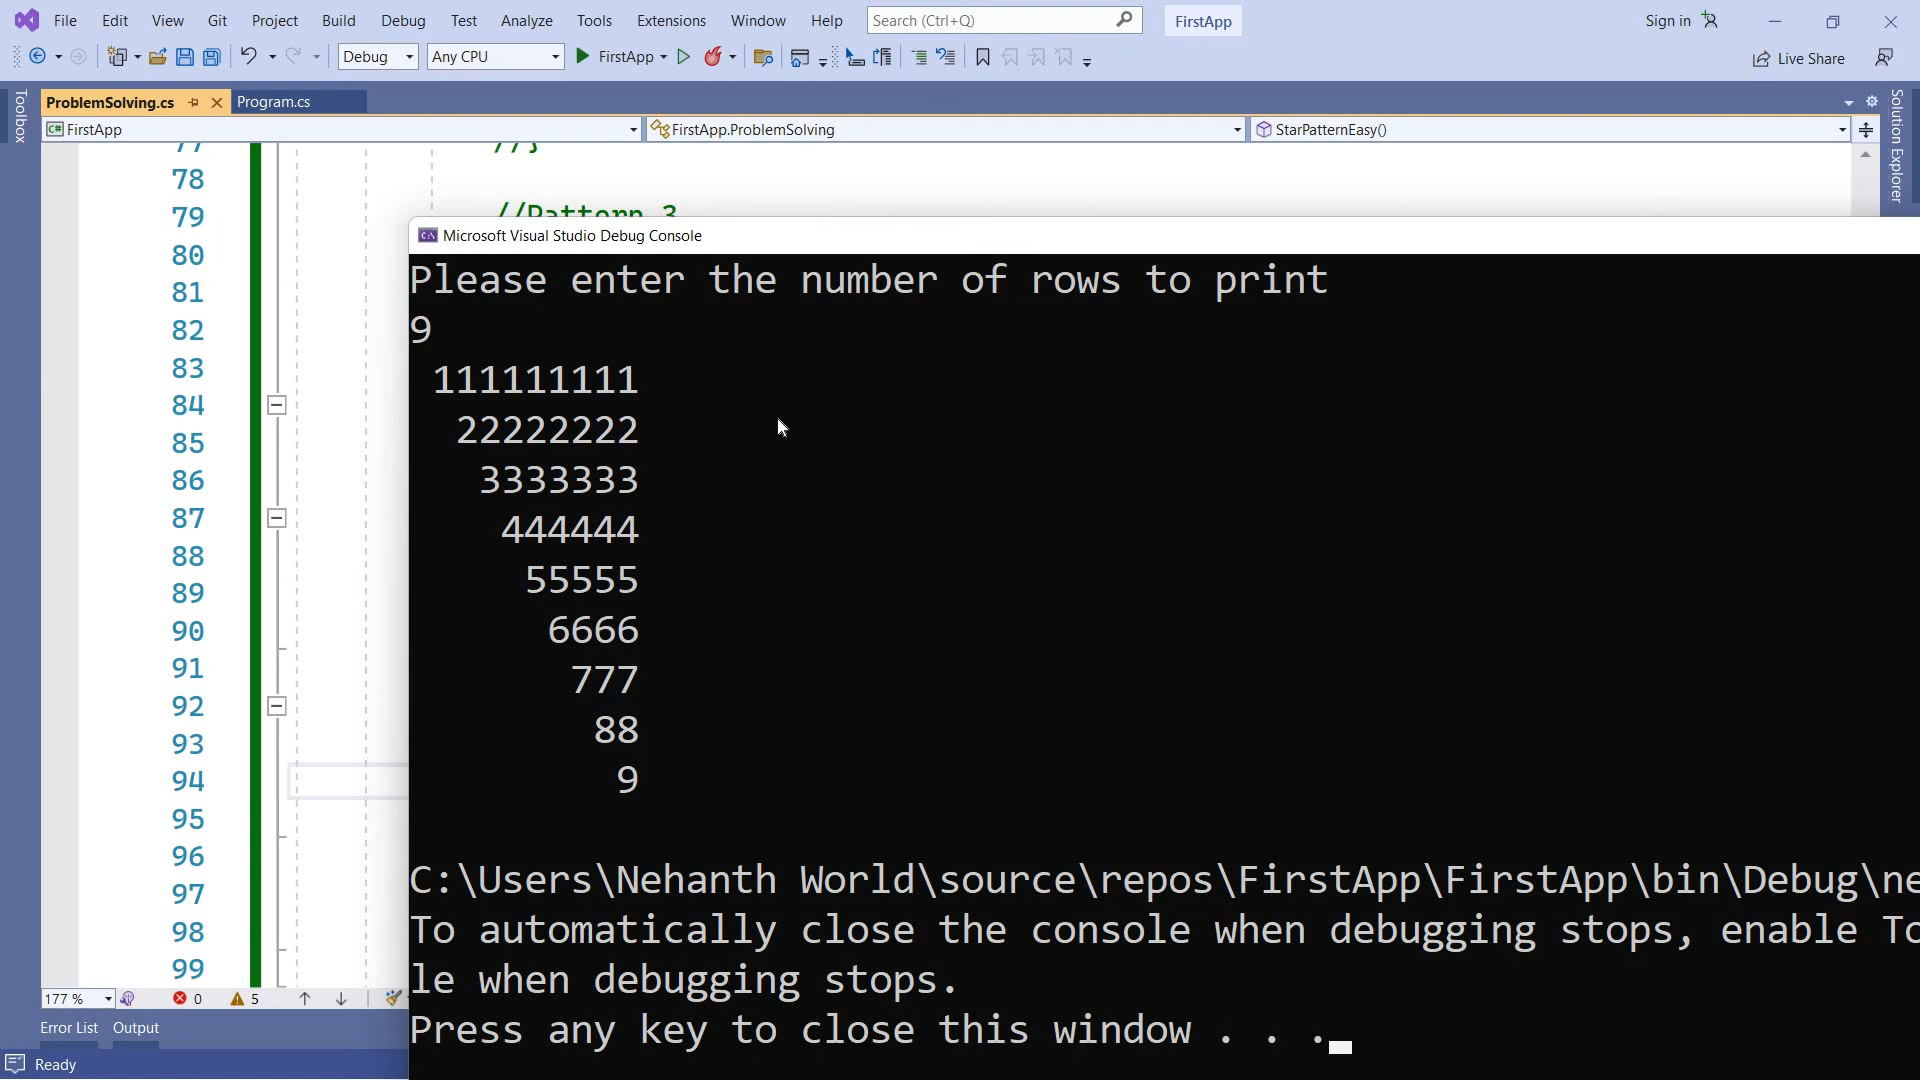 File Edit View Git Project Build Debug Test Analyze Tools Extensions Window Help Search (Ctrl+Q) FirstApp Sign in
Debug Any CPU FirstApp Live Share
Toolbox
ProblemSolving.cs Program.cs
FirstApp FirstApp.ProblemSolving StarPatternEasy()
Solution Explorer
77 //}
78
79 //Pattern 3
80
81
82
83
84
85
86
87
88
89
90
91
92
93
94
95
96
97
98
99
Microsoft Visual Studio Debug Console
Please enter the number of rows to print
9
111111111
22222222
3333333
444444
55555
6666
777
88
9
C:\Users\Nehanth World\source\repos\FirstApp\FirstApp\bin\Debug\ne
To automatically close the console when debugging stops, enable To
le when debugging stops.
Press any key to close this window . . .
177 % 0 5
Error List Output
Ready